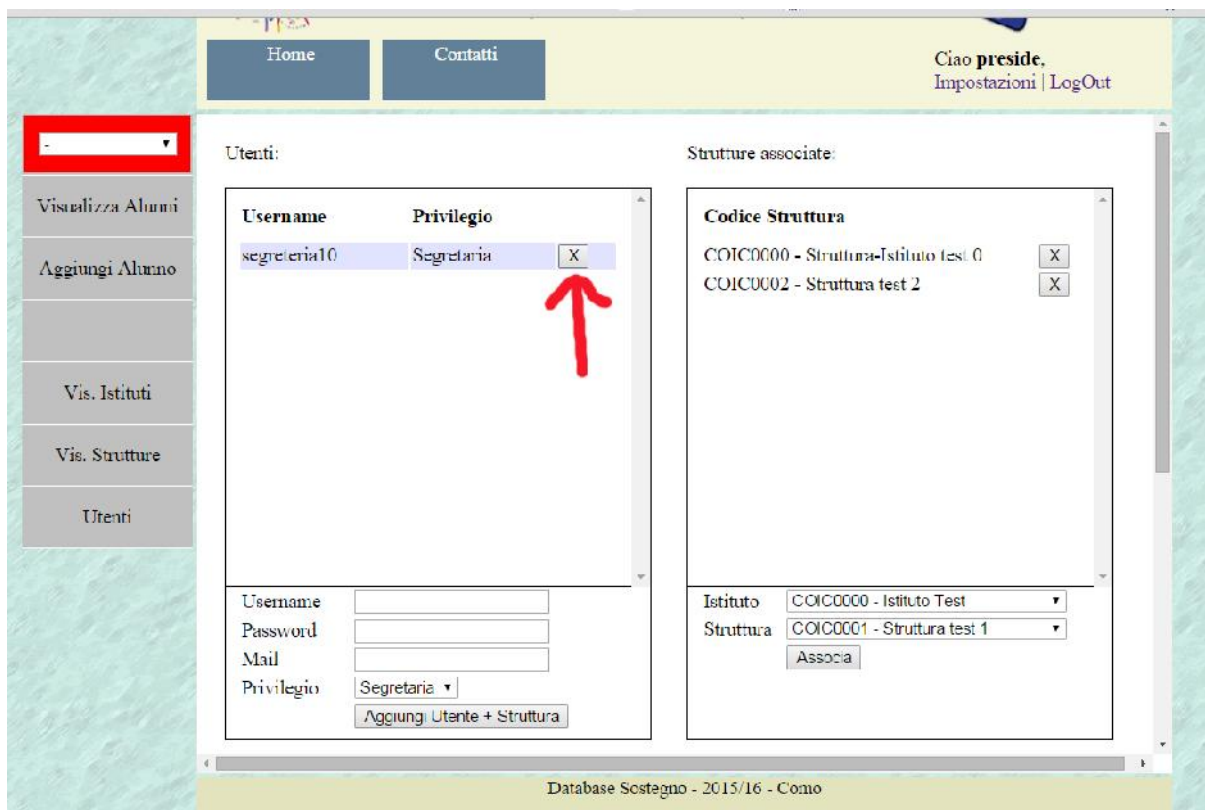 Home
Contatti
Ciao preside,
Impostazioni | LogOut
-
Visualizza Alunni
Aggiungi Alunno
Vis. Istituti
Vis. Strutture
Utenti
Utenti:
Username Privilegio
segreteria10 Segretaria X
Username
Password
Mail
Privilegio Segretaria
Aggiungi Utente + Struttura
Strutture associate:
Codice Struttura
COIC0000 - Struttura-Istituto test 0 X
COIC0002 - Struttura test 2 X
Istituto COIC0000 - Istituto Test
Struttura COIC0001 - Struttura test 1
Associa
Database Sostegno - 2015/16 - Como